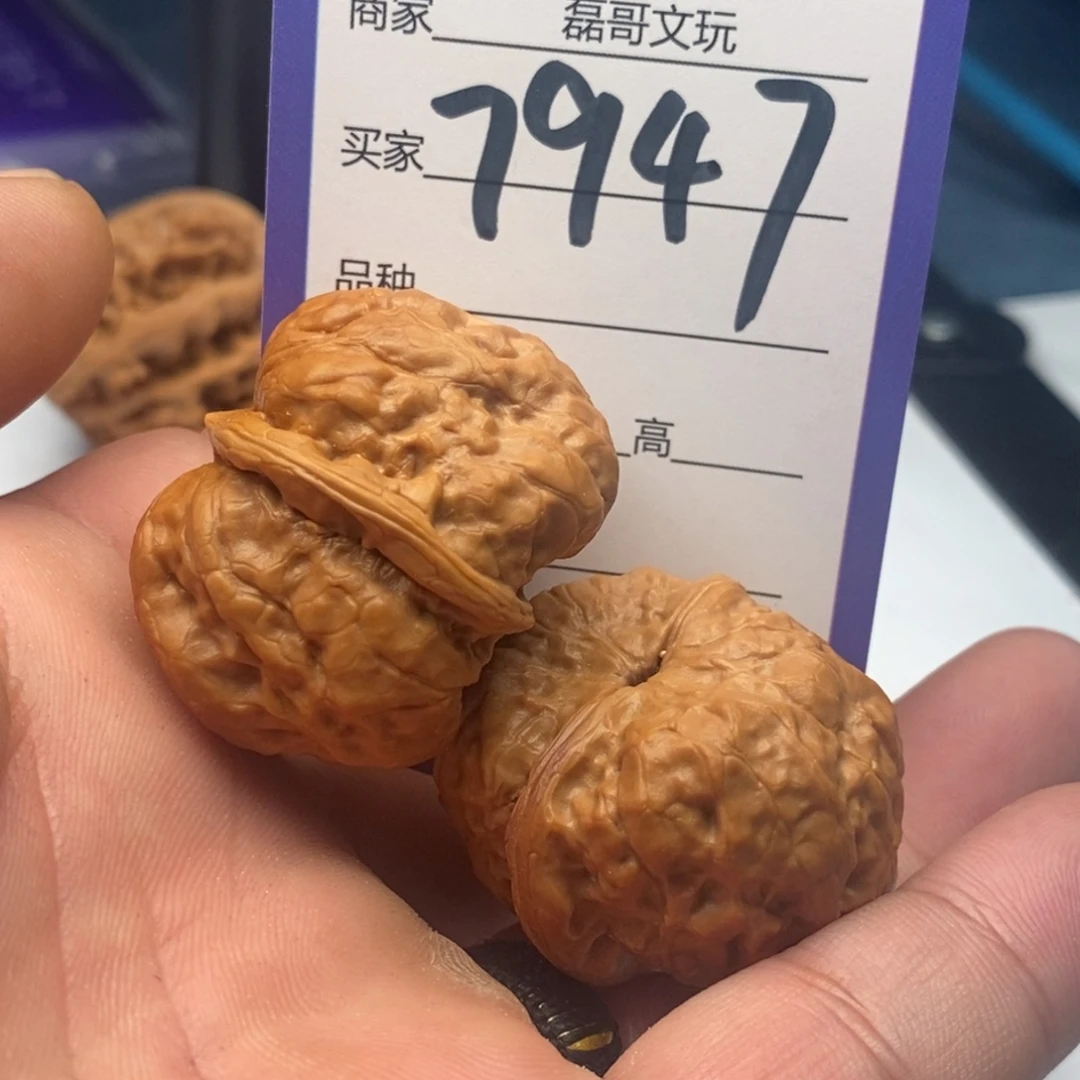 商家 磊哥文玩
买家 7947
品种
高